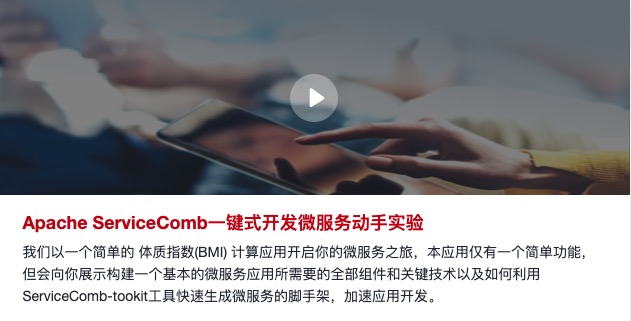 Apache ServiceComb一键式开发微服务动手实验
我们以一个简单的 体质指数(BMI) 计算应用开启你的微服务之旅，本应用仅有一个简单功能，
但会向你展示构建一个基本的微服务应用所需要的全部组件和关键技术以及如何利用
ServiceComb-tookit工具快速生成微服务的脚手架，加速应用开发。